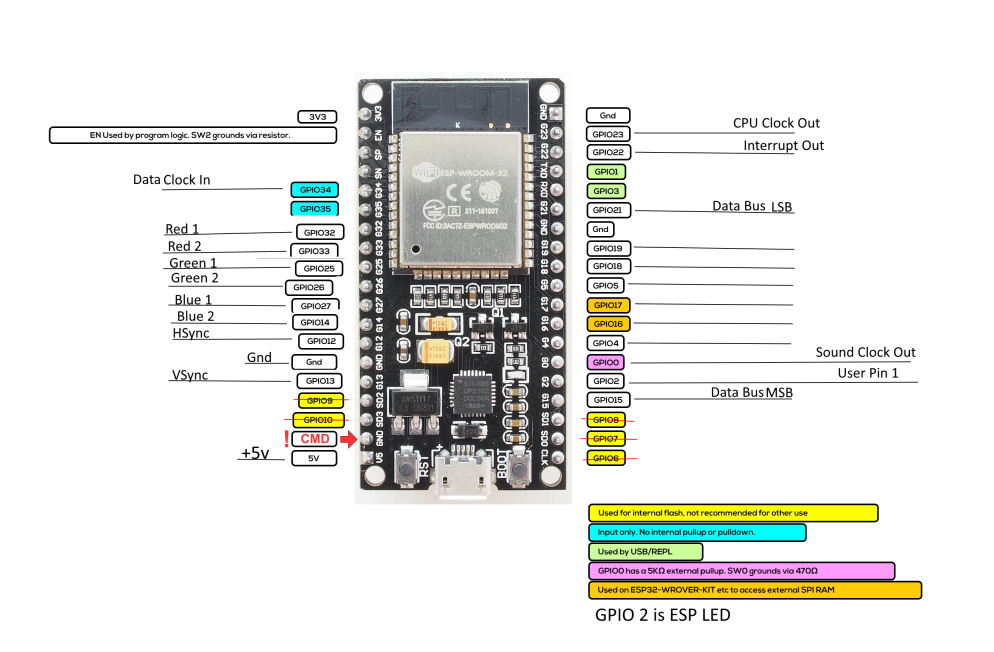 3V3
EN Used by program logic. SW2 grounds via resistor.
Data Clock In
GPIO34
GPIO35
Red 1
GPIO32
Red 2
GPIO33
Green 1
GPIO25
Green 2
GPIO26
Blue 1
GPIO27
Blue 2
GPIO14
HSync
GPIO12
Gnd
Gnd
VSync
GPIO13
GPIO9
GPIO10
! CMD
+5v
5V
3V3
EN
SP
SN
G34
G35
G32
G33
G25
G26
G27
G14
G12
GND
G13
SD2
SD3
GND
V5
K
WiFi ESP-WROOM-32
CE
R 211-161007
FCC ID:2AC7Z-ESPWROOM32
Q1
Q2
AMS1117
RST
+
BOOT
GND
G23
G22
TXD
RXD
G21
GND
G19
G18
G5
G17
G16
G4
G0
G2
G15
SD1
SD0
CLK
Gnd
CPU Clock Out
GPIO23
Interrupt Out
GPIO22
GPIO1
GPIO3
Data Bus LSB
GPIO21
Gnd
GPIO19
GPIO18
GPIO5
GPIO17
GPIO16
GPIO4
Sound Clock Out
GPIO0
User Pin 1
GPIO2
Data Bus MSB
GPIO15
GPIO8
GPIO7
GPIO6
Used for internal flash, not recommended for other use
Input only. No internal pullup or pulldown.
Used by USB/REPL
GPIO0 has a 5KΩ external pullup. SW0 grounds via 470Ω
Used on ESP32-WROVER-KIT etc to access external SPI RAM
GPIO 2 is ESP LED